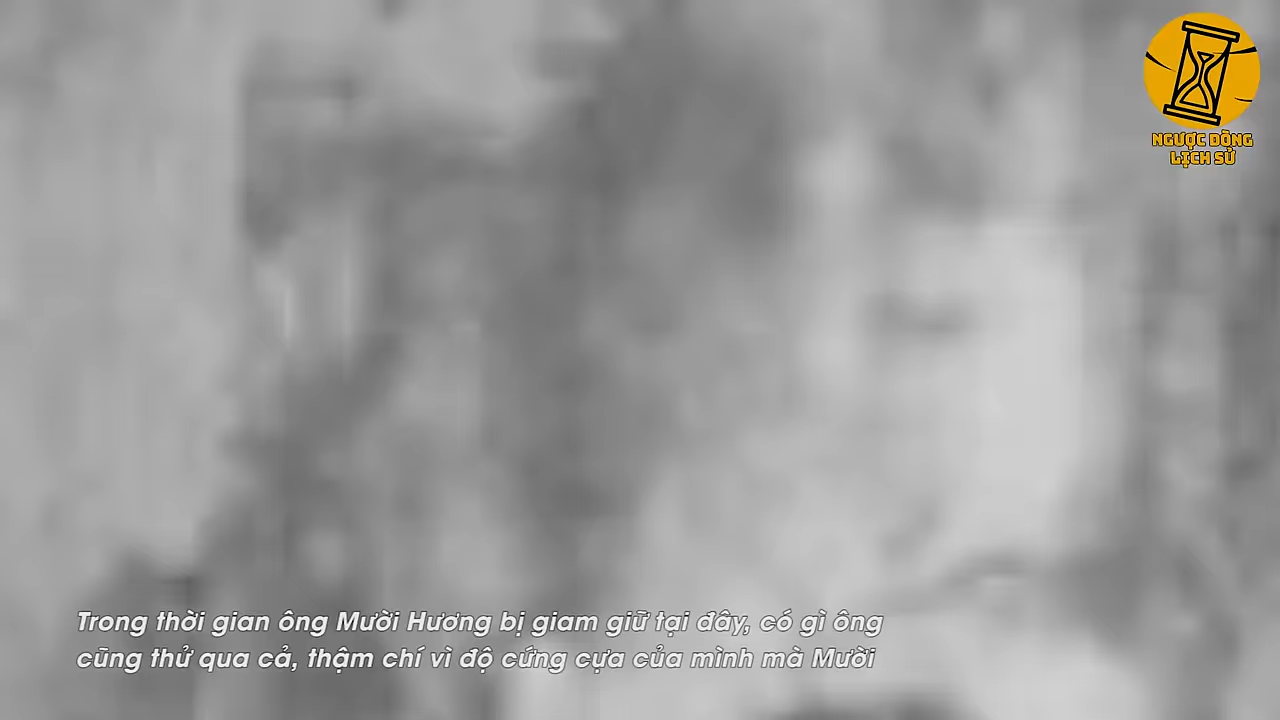 NGƯỢC DÒNG
LỊCH SỬ
Trong thời gian ông Mười Hương bị giam giữ tại đây, có gì ông
cũng thử qua cả, thậm chí vì độ cứng cựa của mình mà Mười